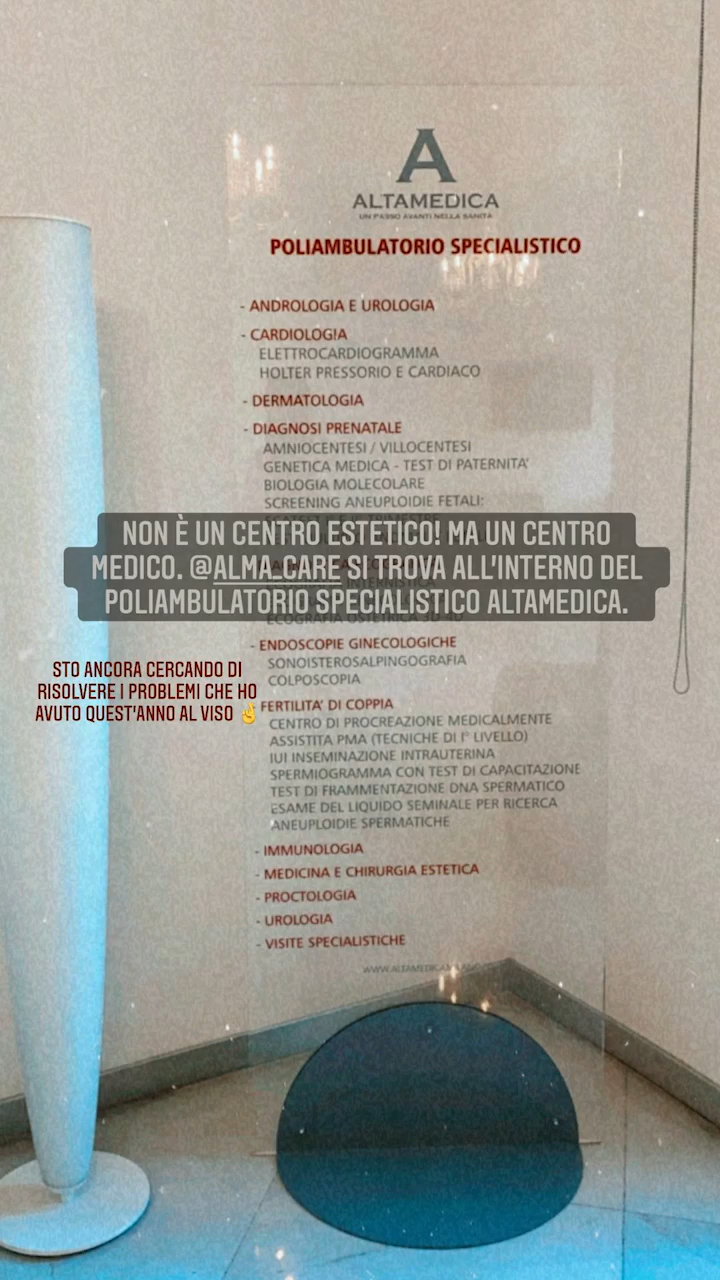 A
ALTAMEDICA
UN PASSO AVANTI NELLA SANITÀ
POLIAMBULATORIO SPECIALISTICO
- ANDROLOGIA E UROLOGIA
- CARDIOLOGIA
ELETTROCARDIOGRAMMA
HOLTER PRESSORIO E CARDIACO
- DERMATOLOGIA
- DIAGNOSI PRENATALE
AMNIOCENTESI / VILLOCENTESI
GENETICA MEDICA - TEST DI PATERNITA'
BIOLOGIA MOLECOLARE
SCREENING ANEUPLOIDIE FETALI:
NON È UN CENTRO ESTETICO! MA UN CENTRO
MEDICO. @ALMA_CARE SI TROVA ALL'INTERNO DEL
POLIAMBULATORIO SPECIALISTICO ALTAMEDICA.
ECOGRAFIA OSTETRICA 3D-4D
- ENDOSCOPIE GINECOLOGICHE
SONOISTEROSALPINGOGRAFIA
COLPOSCOPIA
STO ANCORA CERCANDO DI
RISOLVERE I PROBLEMI CHE HO
AVUTO QUEST'ANNO AL VISO 🤞
FERTILITA' DI COPPIA
CENTRO DI PROCREAZIONE MEDICALMENTE
ASSISTITA PMA (TECNICHE DI I° LIVELLO)
IUI INSEMINAZIONE INTRAUTERINA
SPERMIOGRAMMA CON TEST DI CAPACITAZIONE
TEST DI FRAMMENTAZIONE DNA SPERMATICO
ESAME DEL LIQUIDO SEMINALE PER RICERCA
ANEUPLOIDIE SPERMATICHE
- IMMUNOLOGIA
- MEDICINA E CHIRURGIA ESTETICA
- PROCTOLOGIA
- UROLOGIA
- VISITE SPECIALISTICHE